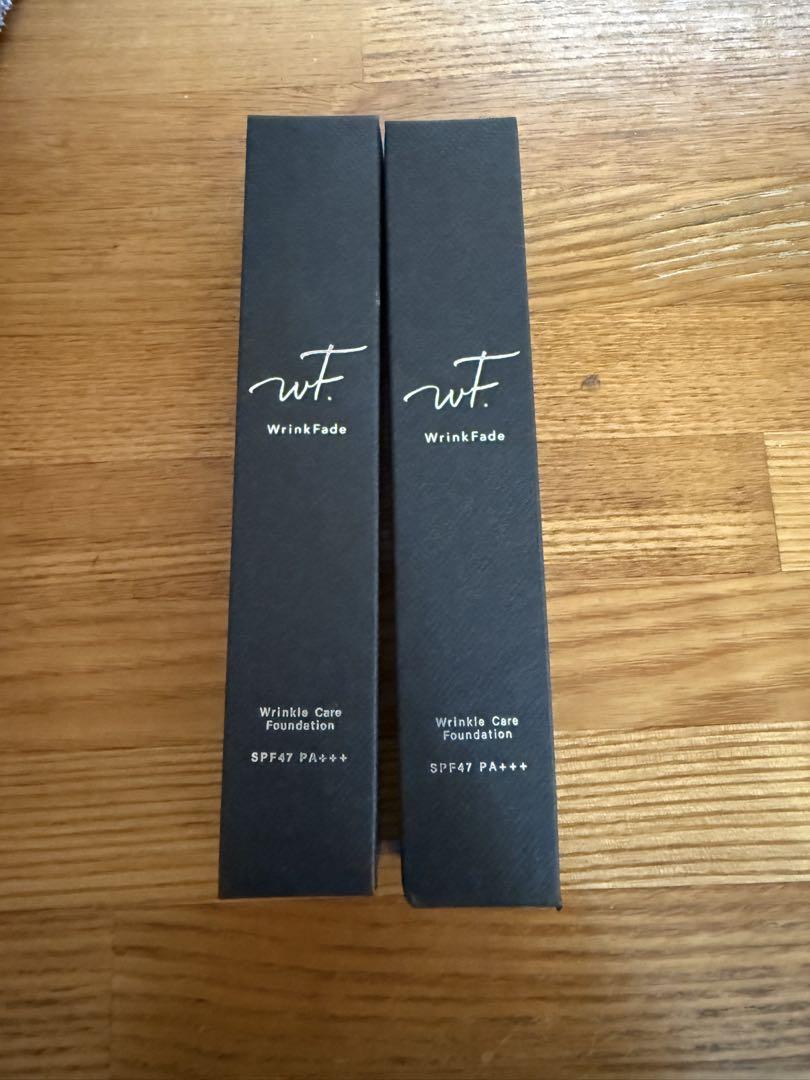 wF.
WrinkFade
Wrinkle Care
Foundation
SPF47 PA+++
wF.
WrinkFade
Wrinkle Care
Foundation
SPF47 PA+++